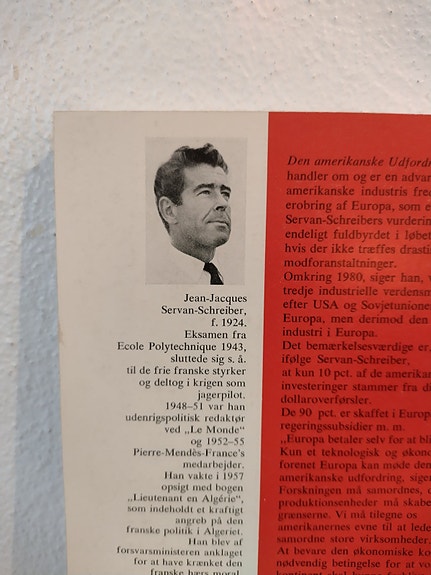 Jean-Jacques
Servan-Schreiber,
f. 1924.
Eksamen fra
Ecole Polytechnique 1943,
sluttede sig s. å.
til de frie franske styrker
og deltog i krigen som
jagerpilot.
1948–51 var han
udenrigspolitisk redaktør
ved „Le Monde"
og 1952–55
Pierre-Mendès-France's
medarbejder.
Han vakte i 1957
opsigt med bogen
„Lieutenant en Algérie",
som indeholdt et kraftigt
angreb på den
franske politik i Algeriet.
Han blev af
forsvarsministeren anklaget
for at have krænket den
franske hærs moral,
Den amerikanske Udfordr
handler om og er en advar
amerikanske industris fred
erobring af Europa, som e
Servan-Schreibers vurderin
endeligt fuldbyrdet i løbet
hvis der ikke træffes drasti
modforanstaltninger.
Omkring 1980, siger han, v
tredje industrielle verdensm
efter USA og Sovjetunione
Europa, men derimod den
industri i Europa.
Det bemærkelsesværdige er,
ifølge Servan-Schreiber,
at kun 10 pct. af de amerika
investeringer stammer fra di
dollaroverførsler.
De 90 pct. er skaffet i Europ
regeringssubsidier m. m.
„Europa betaler selv for at bli
Kun et teknologisk og økono
forenet Europa kan møde den
amerikanske udfordring, siger
Forskningen må samordnes, o
produktionsenheder må skabe
grænserne. Vi må tilegne os
amerikanernes evne til at lede
samordne store virksomheder.
At bevare den økonomiske ko
nødvendig betingelse for at vo